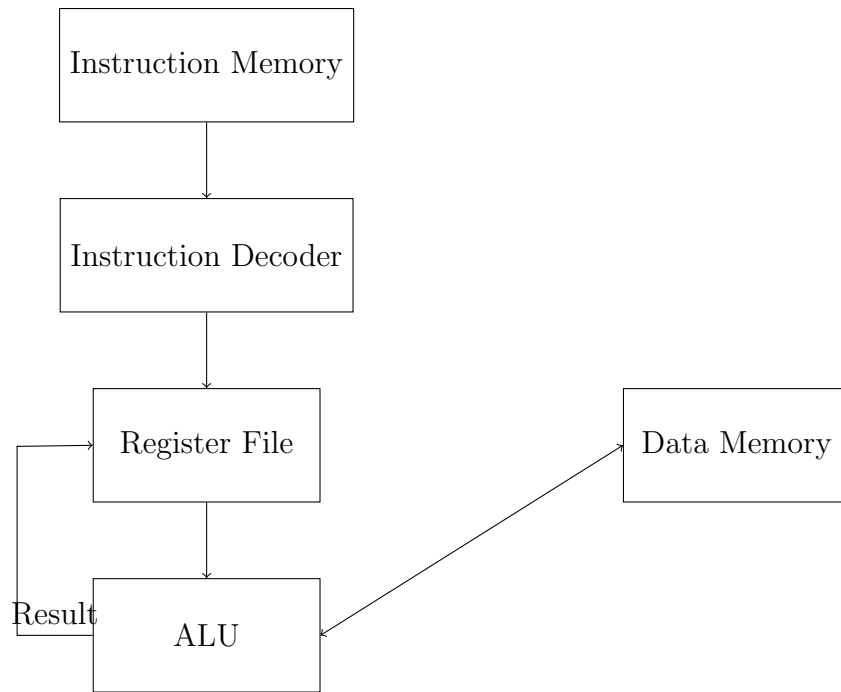 Instruction Memory
Instruction Decoder
Register File
Data Memory
Result
ALU